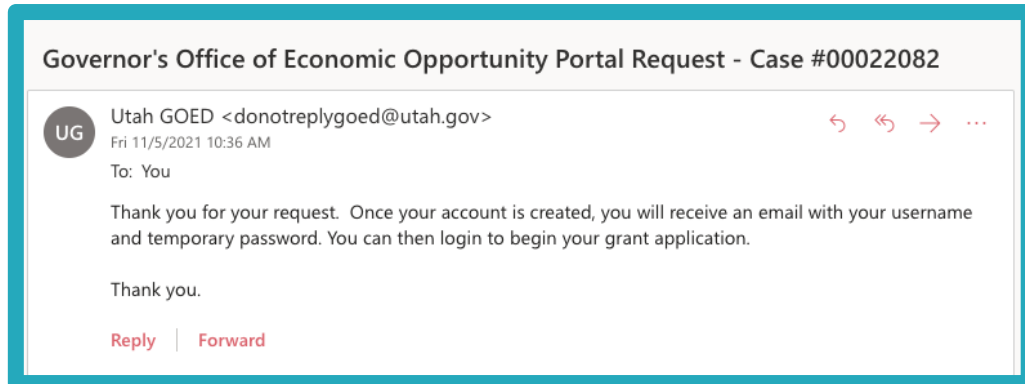 Governor's Office of Economic Opportunity Portal Request - Case #00022082
UG
Utah GOED <donotreplygoed@utah.gov>
Fri 11/5/2021 10:36 AM
To: You
Thank you for your request. Once your account is created, you will receive an email with your username
and temporary password. You can then login to begin your grant application.
Thank you.
Reply
Forward